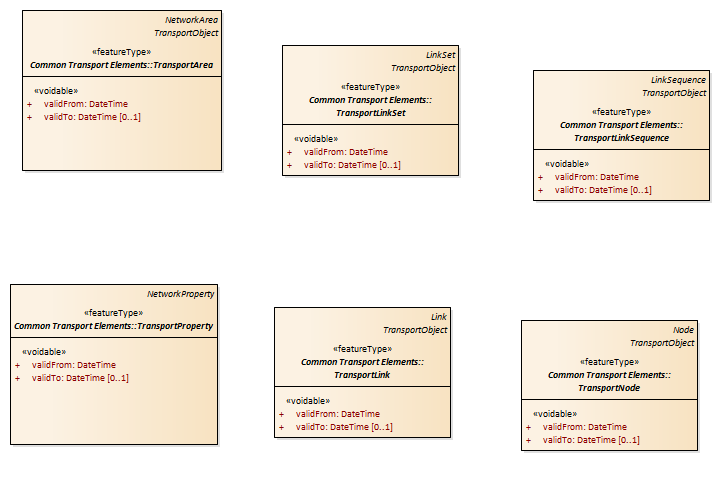 NetworkArea
TransportObject
«featureType»
Common Transport Elements::TransportArea
«voidable»
+ validFrom: DateTime
+ validTo: DateTime [0..1]
LinkSet
TransportObject
«featureType»
Common Transport Elements::
TransportLinkSet
«voidable»
+ validFrom: DateTime
+ validTo: DateTime [0..1]
LinkSequence
TransportObject
«featureType»
Common Transport Elements::
TransportLinkSequence
«voidable»
+ validFrom: DateTime
+ validTo: DateTime [0..1]
NetworkProperty
«featureType»
Common Transport Elements::TransportProperty
«voidable»
+ validFrom: DateTime
+ validTo: DateTime [0..1]
Link
TransportObject
«featureType»
Common Transport Elements::
TransportLink
«voidable»
+ validFrom: DateTime
+ validTo: DateTime [0..1]
Node
TransportObject
«featureType»
Common Transport Elements::
TransportNode
«voidable»
+ validFrom: DateTime
+ validTo: DateTime [0..1]